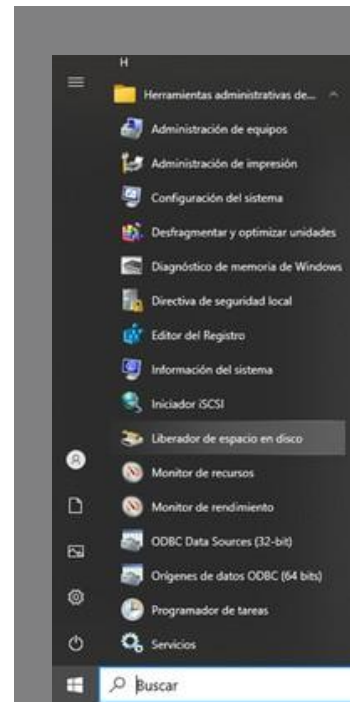 H
Herramientas administrativas de...
Administración de equipos
Administración de impresión
Configuración del sistema
Desfragmentar y optimizar unidades
Diagnóstico de memoria de Windows
Directiva de seguridad local
Editor del Registro
Información del sistema
Iniciador iSCSI
Liberador de espacio en disco
Monitor de recursos
Monitor de rendimiento
ODBC Data Sources (32-bit)
Orígenes de datos ODBC (64 bits)
Programador de tareas
Servicios
Buscar